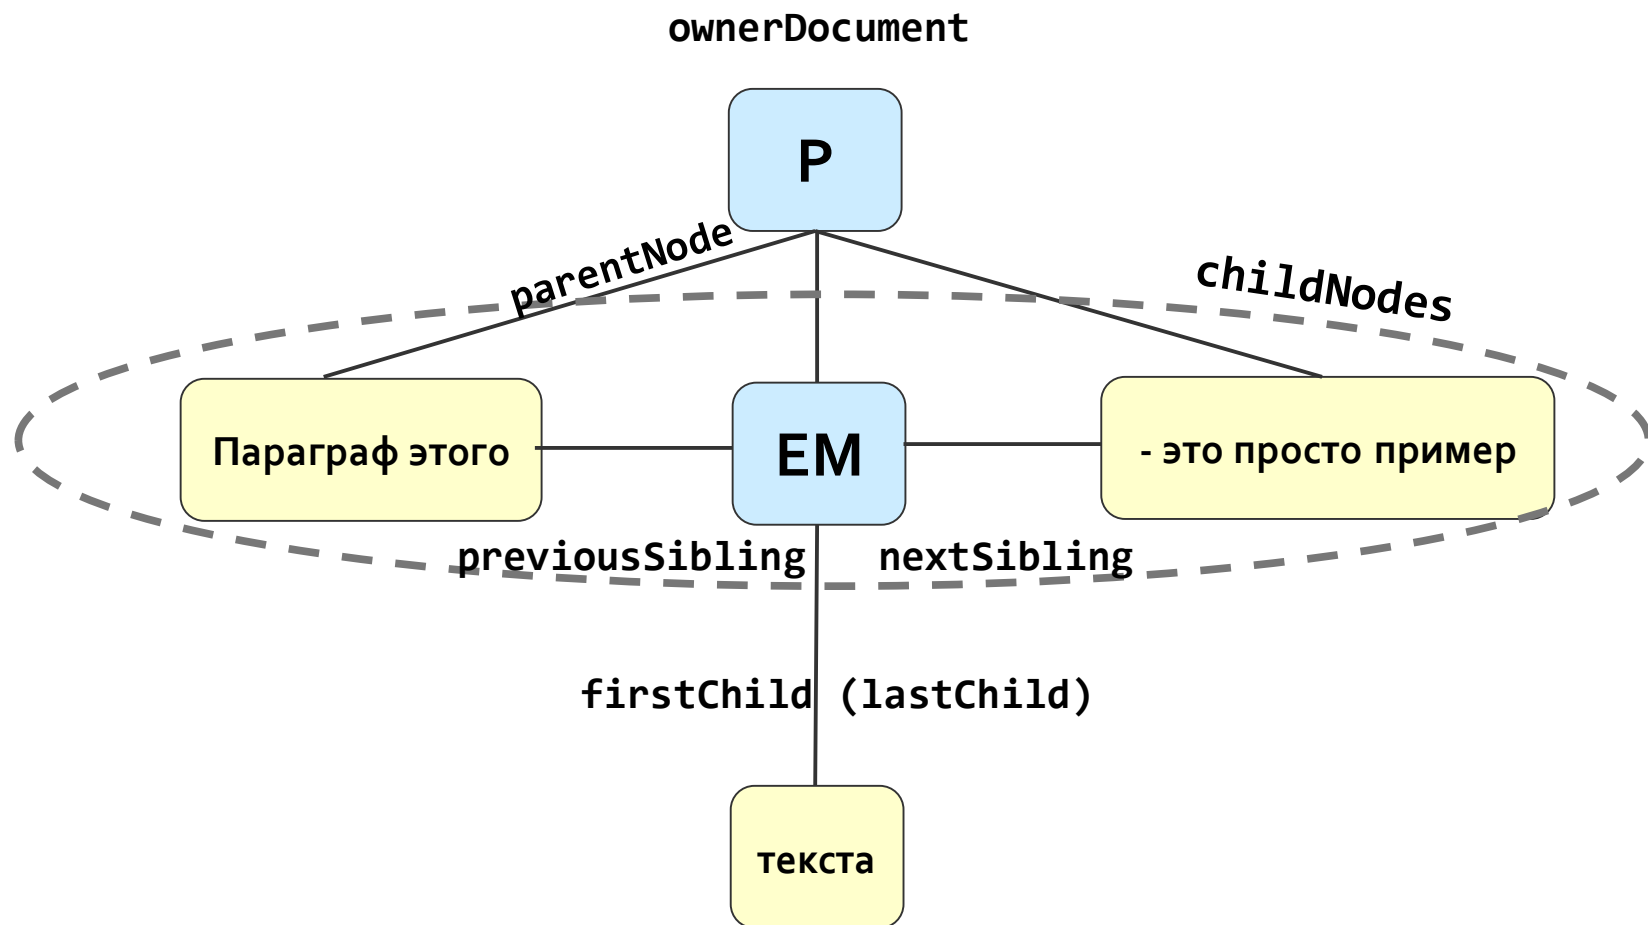 ownerDocument
P
parentNode
childNodes
Параграф этого
EM
- это просто пример
previousSibling
nextSibling
firstChild (lastChild)
текста